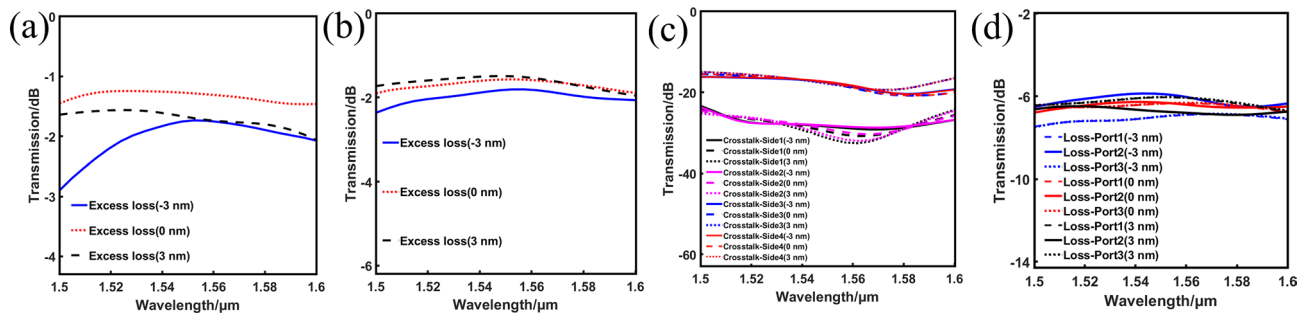 (a)
0
-1
-2
-3
-4
Transmission/dB
Excess loss(-3 nm)
Excess loss(0 nm)
Excess loss(3 nm)
1.5 1.52 1.54 1.56 1.58 1.6
Wavelength/µm
(b)
0
-2
-4
-6
Transmission/dB
Excess loss(-3 nm)
Excess loss(0 nm)
Excess loss(3 nm)
1.5 1.52 1.54 1.56 1.58 1.6
Wavelength/µm
(c)
0
-20
-40
-60
Transmission/dB
Crosstalk-Side1(-3 nm)
Crosstalk-Side1(0 nm)
Crosstalk-Side1(3 nm)
Crosstalk-Side2(-3 nm)
Crosstalk-Side2(0 nm)
Crosstalk-Side2(3 nm)
Crosstalk-Side3(-3 nm)
Crosstalk-Side3(0 nm)
Crosstalk-Side3(3 nm)
Crosstalk-Side4(-3 nm)
Crosstalk-Side4(0 nm)
Crosstalk-Side4(3 nm)
1.5 1.52 1.54 1.56 1.58 1.6
Wavelength/µm
(d)
-2
-6
-10
-14
Transmission/dB
Loss-Port1(-3 nm)
Loss-Port2(-3 nm)
Loss-Port3(-3 nm)
Loss-Port1(0 nm)
Loss-Port2(0 nm)
Loss-Port3(0 nm)
Loss-Port1(3 nm)
Loss-Port2(3 nm)
Loss-Port3(3 nm)
1.5 1.52 1.54 1.56 1.58 1.6
Wavelength/µm